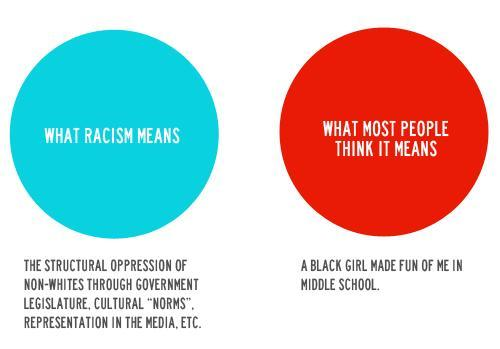 WHAT RACISM MEANS
THE STRUCTURAL OPPRESSION OF
NON-WHITES THROUGH GOVERNMENT
LEGISLATURE, CULTURAL “NORMS”,
REPRESENTATION IN THE MEDIA, ETC.
WHAT MOST PEOPLE
THINK IT MEANS
A BLACK GIRL MADE FUN OF ME IN
MIDDLE SCHOOL.